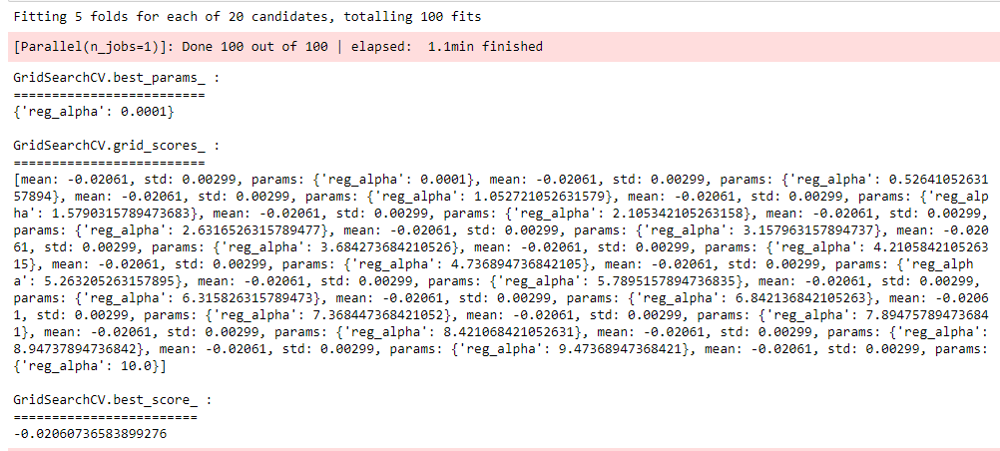 Fitting 5 folds for each of 20 candidates, totalling 100 fits
[Parallel(n_jobs=1)]: Done 100 out of 100 | elapsed:  1.1min finished
GridSearchCV.best_params_ :
=========================
{'reg_alpha': 0.0001}
GridSearchCV.grid_scores_ :
=========================
[mean: -0.02061, std: 0.00299, params: {'reg_alpha': 0.0001}, mean: -0.02061, std: 0.00299, params: {'reg_alpha': 0.52641052631
57894}, mean: -0.02061, std: 0.00299, params: {'reg_alpha': 1.052721052631579}, mean: -0.02061, std: 0.00299, params: {'reg_alp
ha': 1.5790315789473683}, mean: -0.02061, std: 0.00299, params: {'reg_alpha': 2.105342105263158}, mean: -0.02061, std: 0.00299,
params: {'reg_alpha': 2.6316526315789477}, mean: -0.02061, std: 0.00299, params: {'reg_alpha': 3.157963157894737}, mean: -0.020
61, std: 0.00299, params: {'reg_alpha': 3.684273684210526}, mean: -0.02061, std: 0.00299, params: {'reg_alpha': 4.2105842105263
15}, mean: -0.02061, std: 0.00299, params: {'reg_alpha': 4.736894736842105}, mean: -0.02061, std: 0.00299, params: {'reg_alph
a': 5.263205263157895}, mean: -0.02061, std: 0.00299, params: {'reg_alpha': 5.7895157894736835}, mean: -0.02061, std: 0.00299,
params: {'reg_alpha': 6.315826315789473}, mean: -0.02061, std: 0.00299, params: {'reg_alpha': 6.842136842105263}, mean: -0.0206
1, std: 0.00299, params: {'reg_alpha': 7.368447368421052}, mean: -0.02061, std: 0.00299, params: {'reg_alpha': 7.89475789473684
1}, mean: -0.02061, std: 0.00299, params: {'reg_alpha': 8.421068421052631}, mean: -0.02061, std: 0.00299, params: {'reg_alpha':
8.94737894736842}, mean: -0.02061, std: 0.00299, params: {'reg_alpha': 9.47368947368421}, mean: -0.02061, std: 0.00299, params:
{'reg_alpha': 10.0}]
GridSearchCV.best_score_ :
========================
-0.02060736583899276